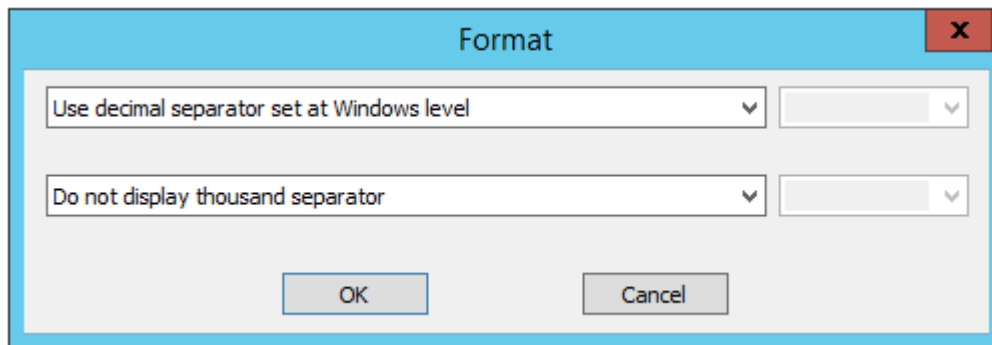 Format
x
Use decimal separator set at Windows level
Do not display thousand separator
OK Cancel